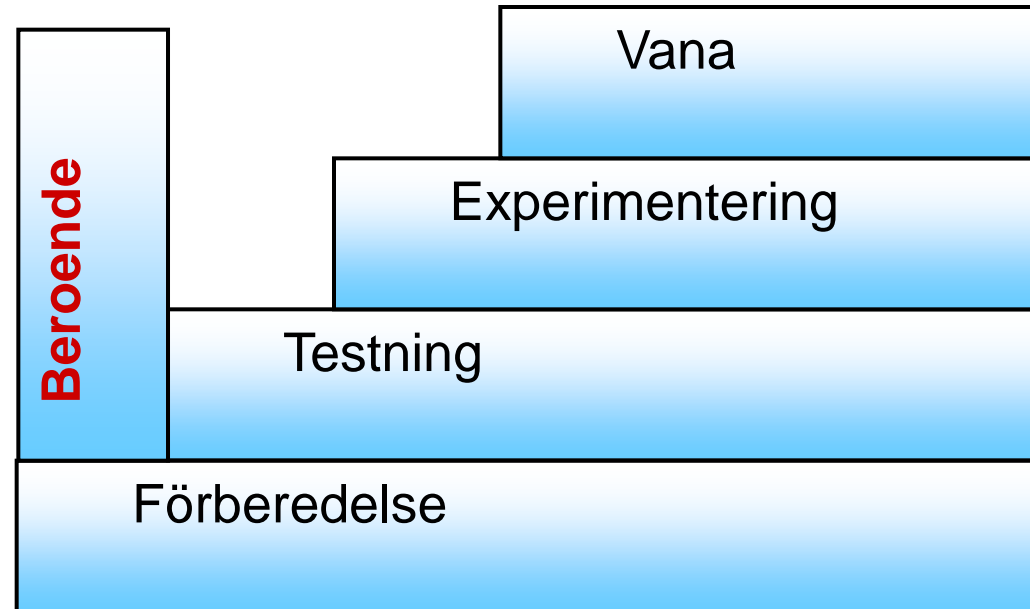 Vana
Experimentering
Beroende
Testning
Förberedelse